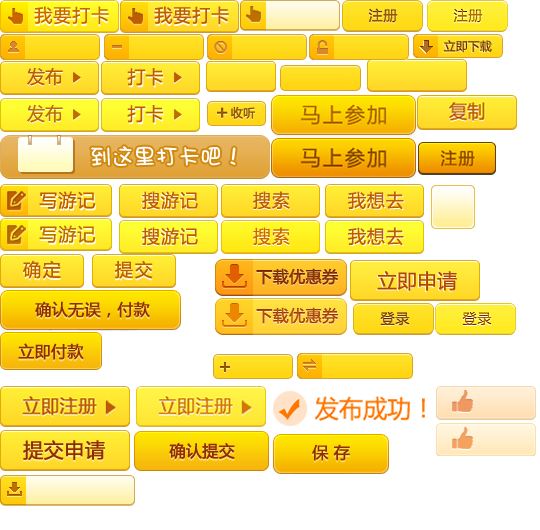 我要打卡 我要打卡 注册 注册
立即下载
发布 打卡
发布 打卡 +收听 马上参加 复制
到这里打卡吧！ 马上参加 注册
写游记 搜游记 搜索 我想去
写游记 搜游记 搜索 我想去
确定 提交 下载优惠券 立即申请
确认无误，付款 下载优惠券 登录 登录
立即付款
+
立即注册 立即注册 发布成功！
提交申请 确认提交 保存